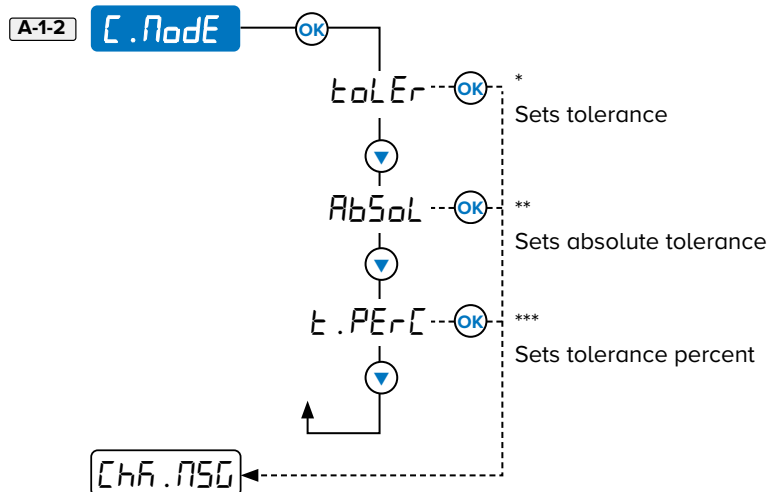 A-1-2 C.ModE OK
toLEr OK *
Sets tolerance
AbSoL OK **
Sets absolute tolerance
t.PErC OK ***
Sets tolerance percent
Chk.MSG